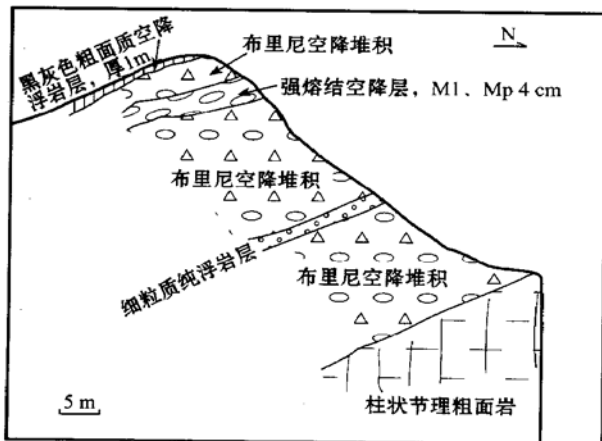 黑灰色粗面质空降
浮岩层，厚1m
布里尼空降堆积
N
强熔结空降层，M1、Mp 4 cm
布里尼空降堆积
细粒质纯浮岩层
布里尼空降堆积
5 m
柱状节理粗面岩